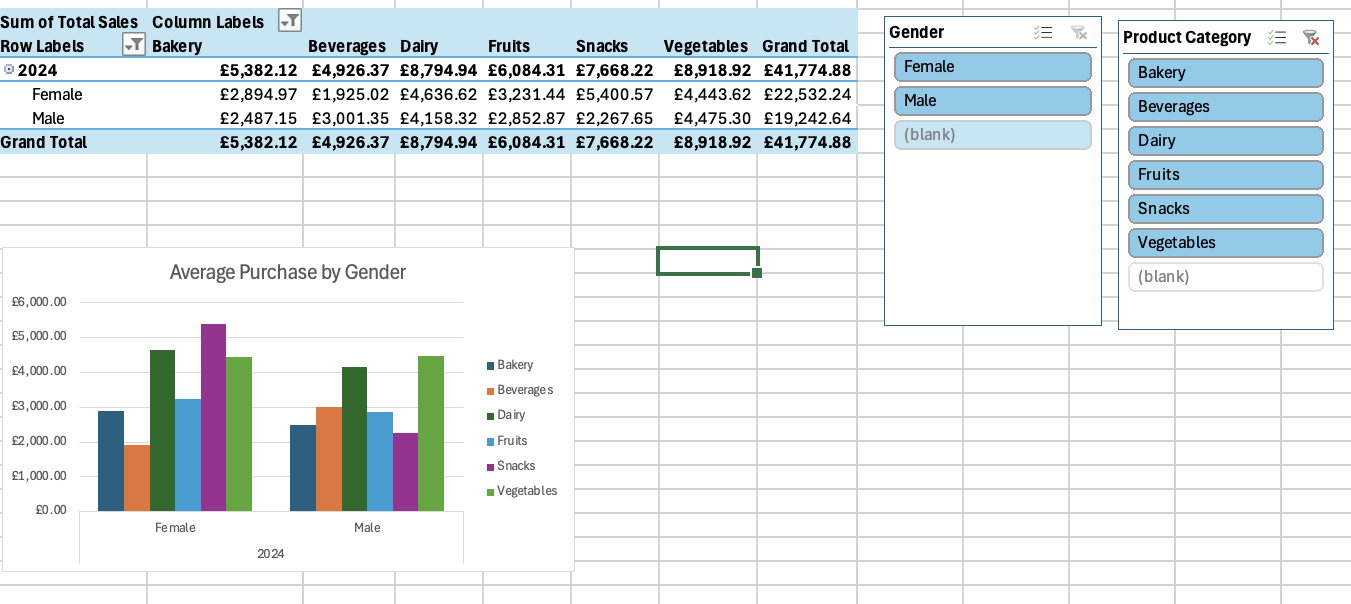 Sum of Total Sales Column Labels
Row Labels Bakery Beverages Dairy Fruits Snacks Vegetables Grand Total
2024 £5,382.12 £4,926.37 £8,794.94 £6,084.31 £7,668.22 £8,918.92 £41,774.88
Female £2,894.97 £1,925.02 £4,636.62 £3,231.44 £5,400.57 £4,443.62 £22,532.24
Male £2,487.15 £3,001.35 £4,158.32 £2,852.87 £2,267.65 £4,475.30 £19,242.64
Grand Total £5,382.12 £4,926.37 £8,794.94 £6,084.31 £7,668.22 £8,918.92 £41,774.88
Gender
Female
Male
(blank)
Product Category
Bakery
Beverages
Dairy
Fruits
Snacks
Vegetables
(blank)
Average Purchase by Gender
£6,000.00
£5,000.00
£4,000.00
£3,000.00
£2,000.00
£1,000.00
£0.00
Female Male
2024
Bakery
Beverages
Dairy
Fruits
Snacks
Vegetables